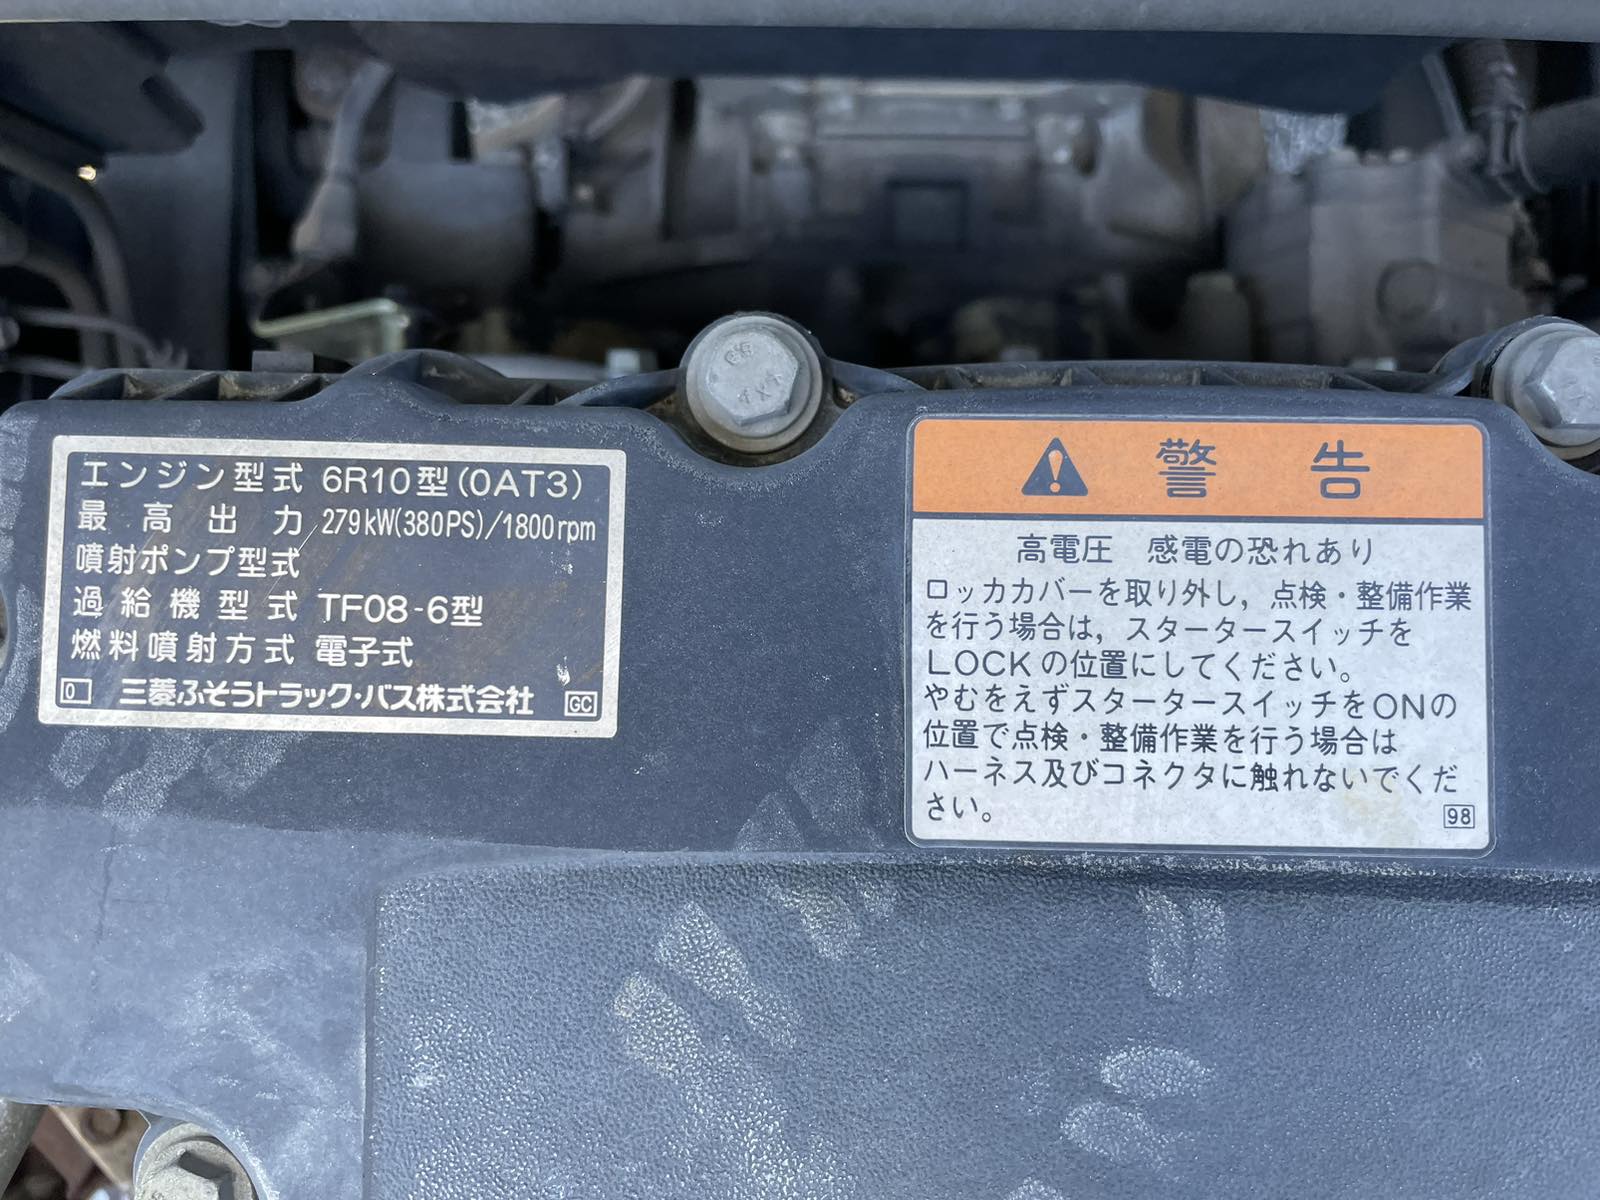 エンジン型式 6R10型(0AT3)
最高出力 279kW(380PS)/1800rpm
噴射ポンプ型式
過給機型式 TF08-6型
燃料噴射方式 電子式
0 三菱ふそうトラック・バス株式会社 GC
警告
高電圧 感電の恐れあり
ロッカカバーを取り外し，点検・整備作業
を行う場合は，スタータースイッチを
LOCKの位置にしてください。
やむをえずスタータースイッチをONの
位置で点検・整備作業を行う場合は
ハーネス及びコネクタに触れないでくだ
さい。
98